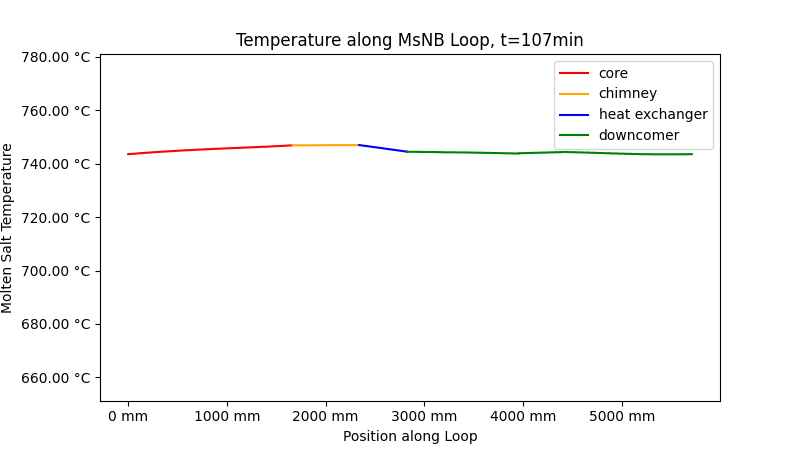 Temperature along MsNB Loop, t=107min
780.00 °C
760.00 °C
740.00 °C
720.00 °C
700.00 °C
680.00 °C
660.00 °C
Molten Salt Temperature
core
chimney
heat exchanger
downcomer
0 mm
1000 mm
2000 mm
3000 mm
4000 mm
5000 mm
Position along Loop